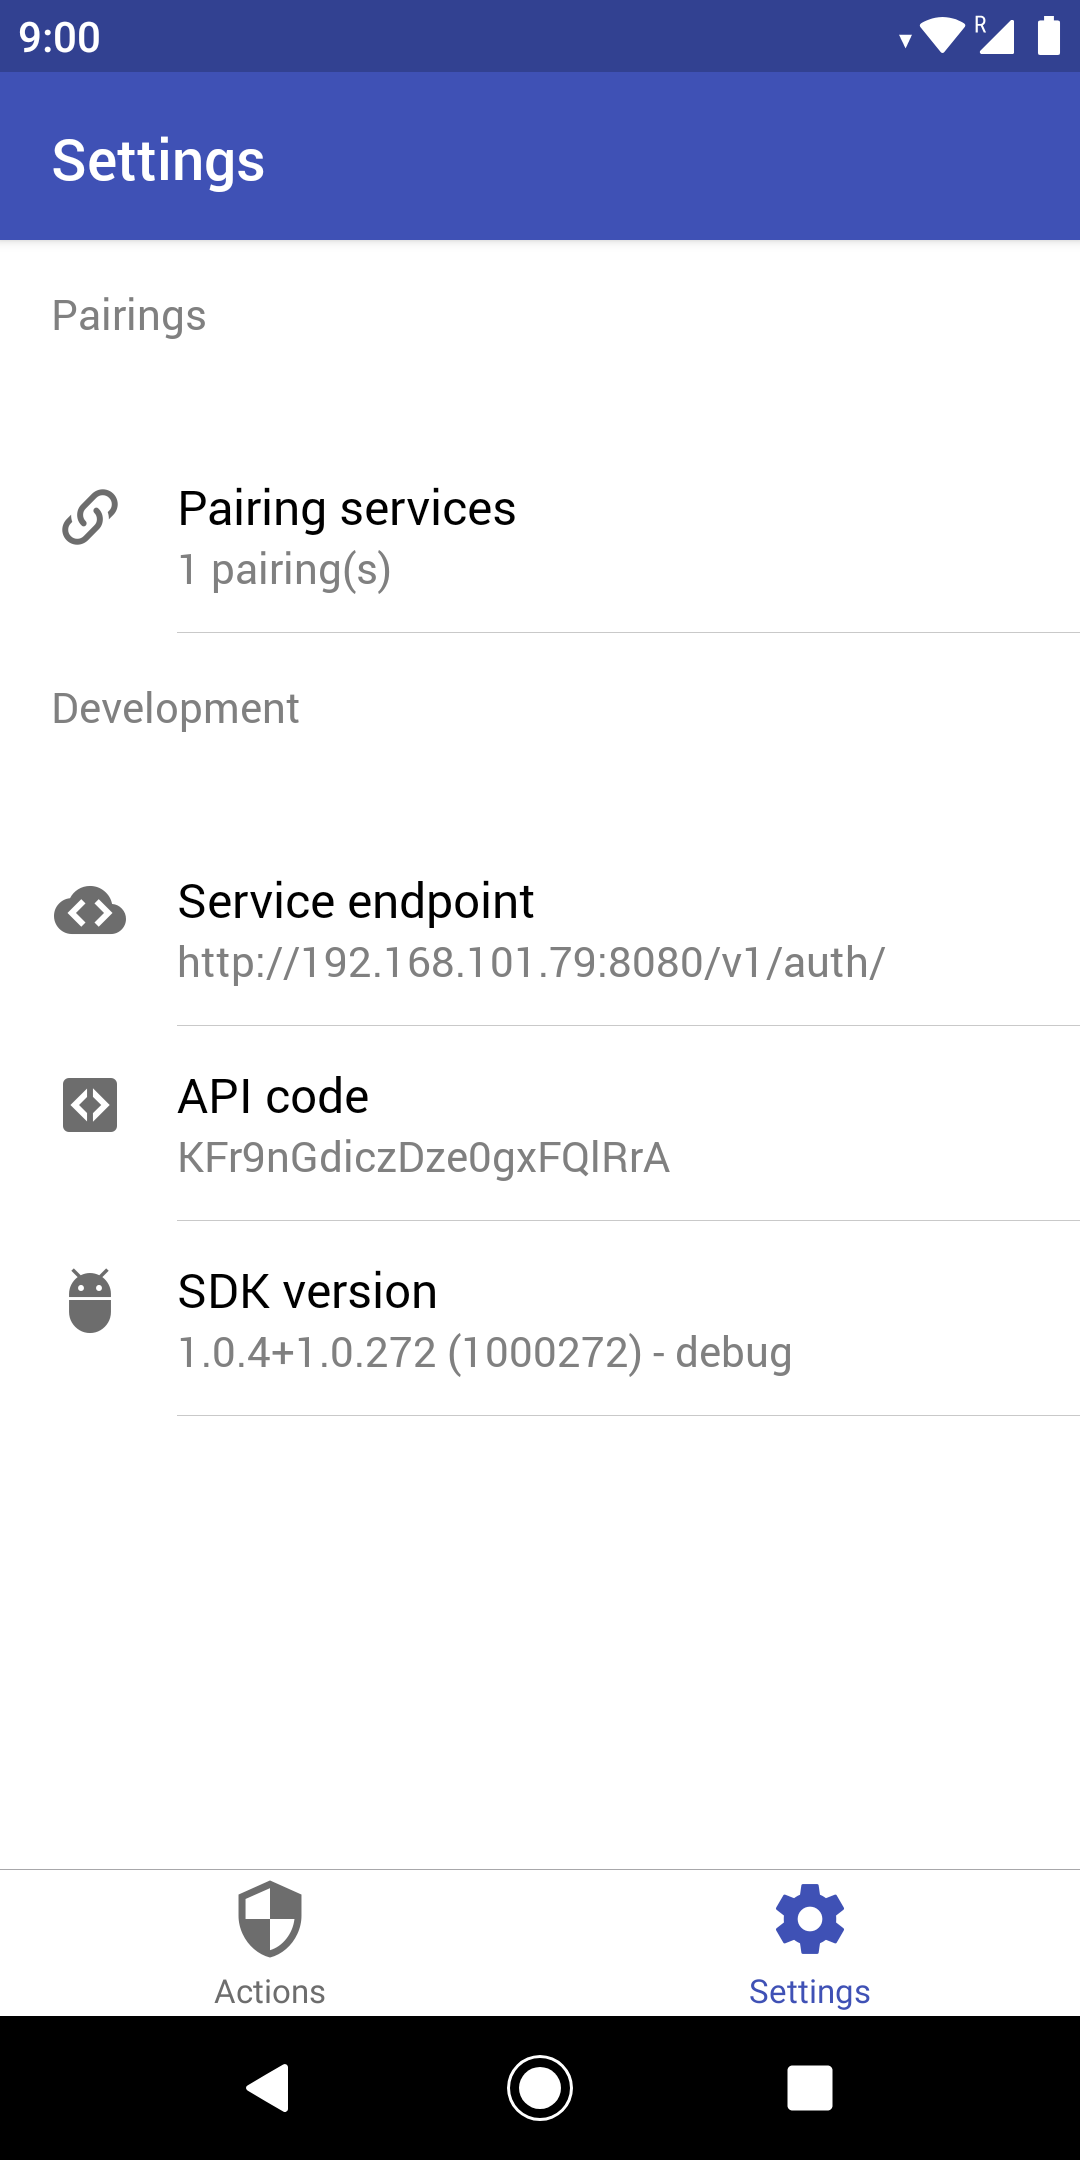 9:00
R
Settings
Pairings
Pairing services
1 pairing(s)
Development
Service endpoint
http://192.168.101.79:8080/v1/auth/
API code
KFr9nGdiczDze0gxFQlRrA
SDK version
1.0.4+1.0.272 (1000272) - debug
Actions
Settings